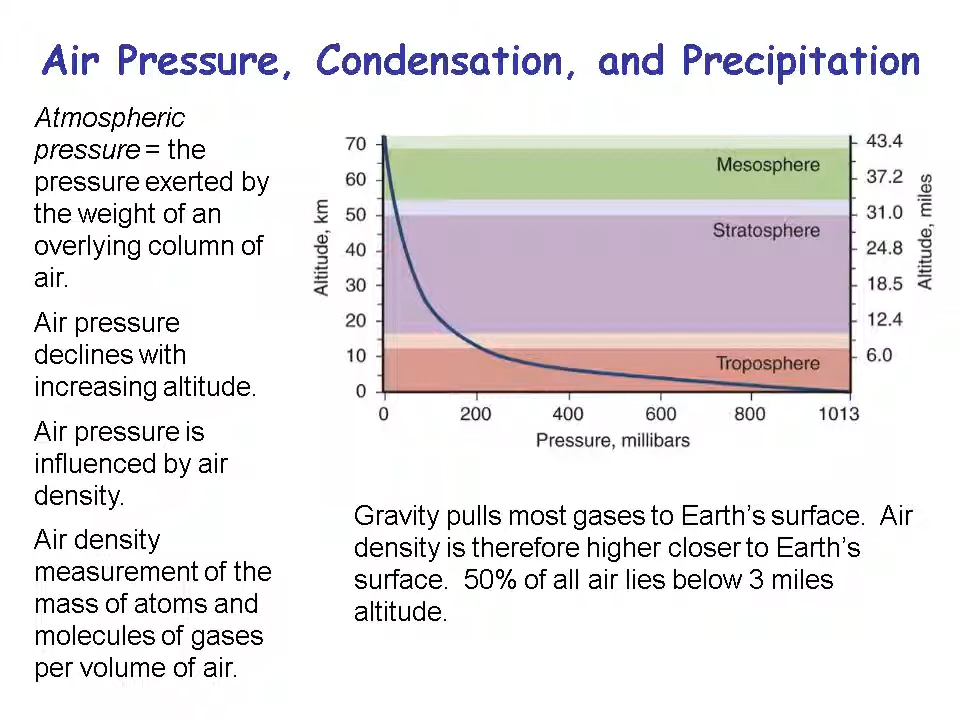 Air Pressure, Condensation, and Precipitation
Atmospheric
pressure = the
pressure exerted by
the weight of an
overlying column of
air.
Air pressure
declines with
increasing altitude.
Air pressure is
influenced by air
density.
Air density
measurement of the
mass of atoms and
molecules of gases
per volume of air.
Altitude, km
70
60
50
40
30
20
10
0
Mesosphere
Stratosphere
Troposphere
43.4
37.2
31.0
24.8
18.5
12.4
6.0
Altitude, miles
0 200 400 600 800 1013
Pressure, millibars
Gravity pulls most gases to Earth’s surface. Air
density is therefore higher closer to Earth’s
surface. 50% of all air lies below 3 miles
altitude.